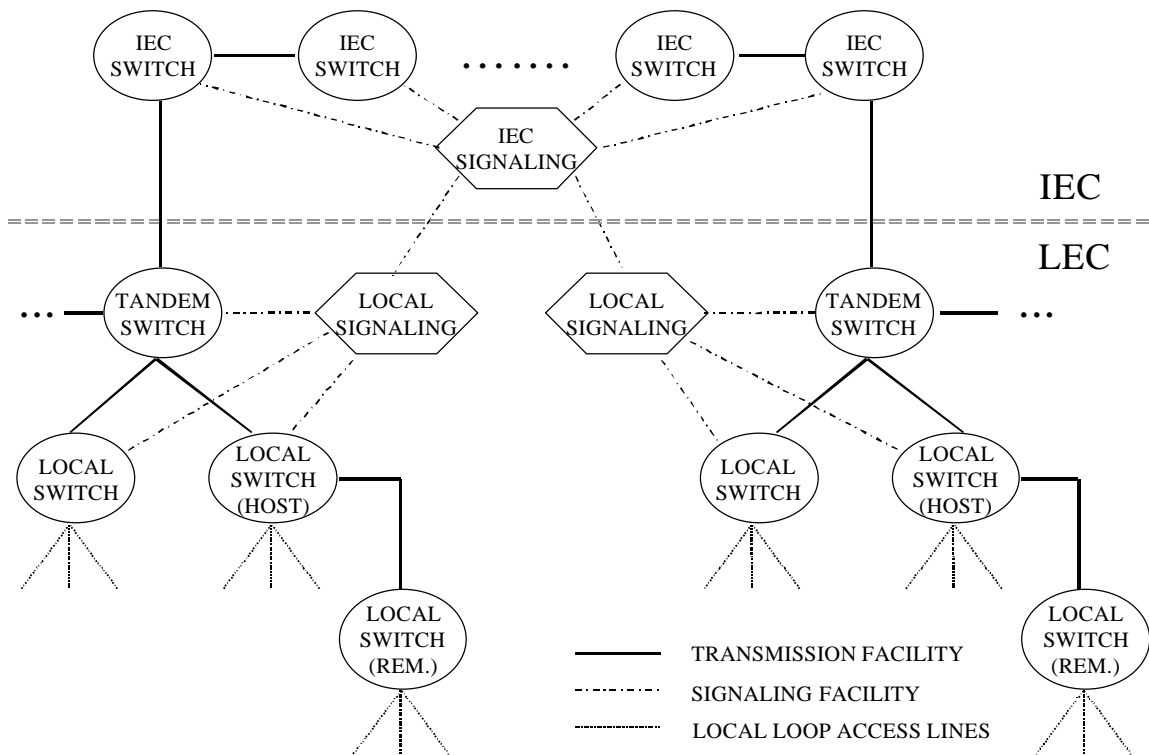 IEC
SWITCH
IEC
SWITCH
.......
IEC
SWITCH
IEC
SWITCH
IEC
SIGNALING
IEC
LEC
...
TANDEM
SWITCH
LOCAL
SIGNALING
LOCAL
SIGNALING
TANDEM
SWITCH
...
LOCAL
SWITCH
LOCAL
SWITCH
(HOST)
LOCAL
SWITCH
LOCAL
SWITCH
(HOST)
LOCAL
SWITCH
(REM.)
LOCAL
SWITCH
(REM.)
TRANSMISSION FACILITY
SIGNALING FACILITY
LOCAL LOOP ACCESS LINES